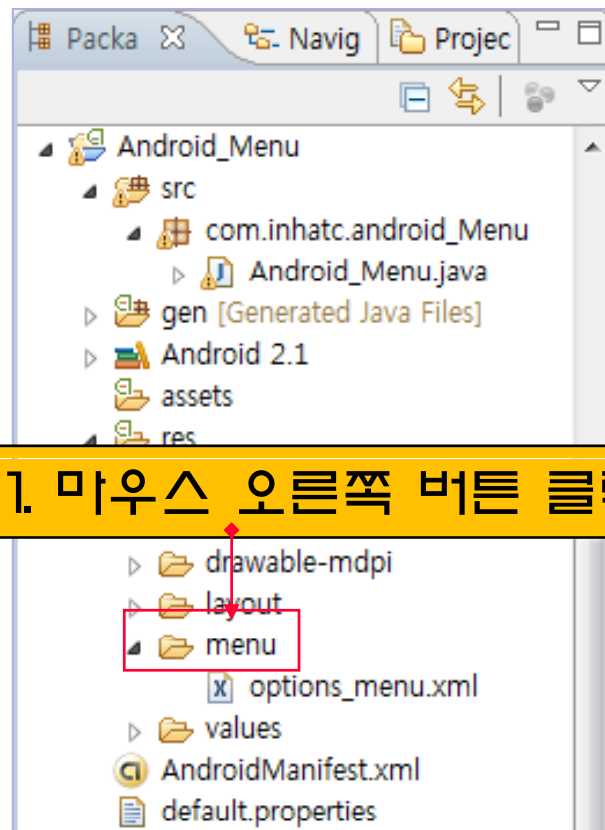 Packa Navig Projec
Android_Menu
src
com.inhatc.android_Menu
Android_Menu.java
gen [Generated Java Files]
Android 2.1
assets
res
1. 마우스 오른쪽 버튼 클릭
drawable-mdpi
layout
menu
options_menu.xml
values
AndroidManifest.xml
default.properties